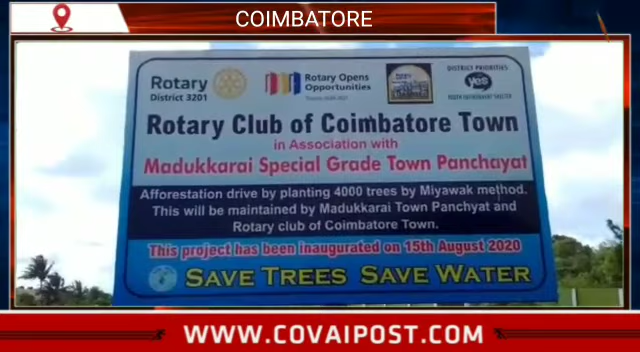 COIMBATORE
Rotary
District 3201
Rotary Opens
Opportunities
DISTRICT PRIORITIES
Yes
Rotary Club of Coimbatore Town
in Association with
Madukkarai Special Grade Town Panchayat
Afforestation drive by planting 4000 trees by Miyawak method.
This will be maintained by Madukkarai Town Panchyat and
Rotary club of Coimbatore Town.
This project has been inaugurated on 15th August 2020
SAVE TREES SAVE WATER
WWW.COVAIPOST.COM